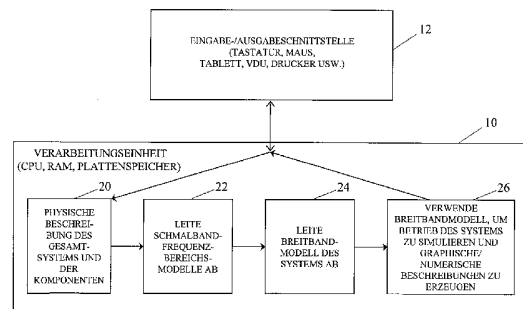 12
EINGABE-/AUSGABESCHNITTSTELLE
(TASTATUR, MAUS,
TABLETT, VDU, DRUCKER USW.)
10
VERARBEITUNGSEINHEIT
(CPU, RAM, PLATTENSPEICHER)
20
22
24
26
PHYSISCHE
BESCHREI-
BUNG DES
GESAMT-
SYSTEMS UND
DER
KOMPONENTEN
LEITE
SCHMALBAND-
FREQUENZ-
BEREICHS-
MODELLE AB
LEITE
BREITBAND-
MODELL DES
SYSTEMS AB
VERWENDE
BREITBANDMODELL, UM
BETRIEB DES SYSTEMS
ZU SIMULIEREN UND
GRAPHISCHE/
NUMERISCHE
BESCHREIBUNGEN ZU
ERZEUGEN